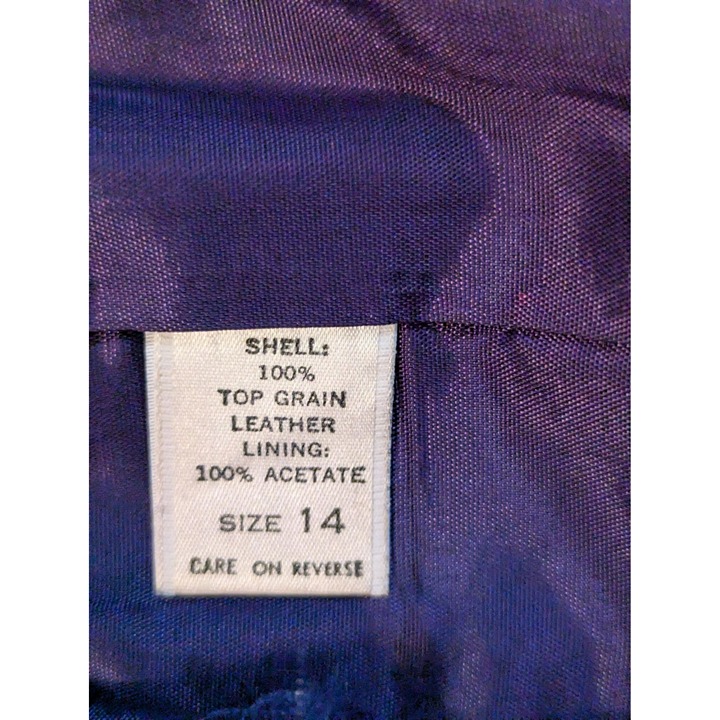 SHELL:
100%
TOP GRAIN
LEATHER
LINING:
100% ACETATE
SIZE 14
CARE ON REVERSE